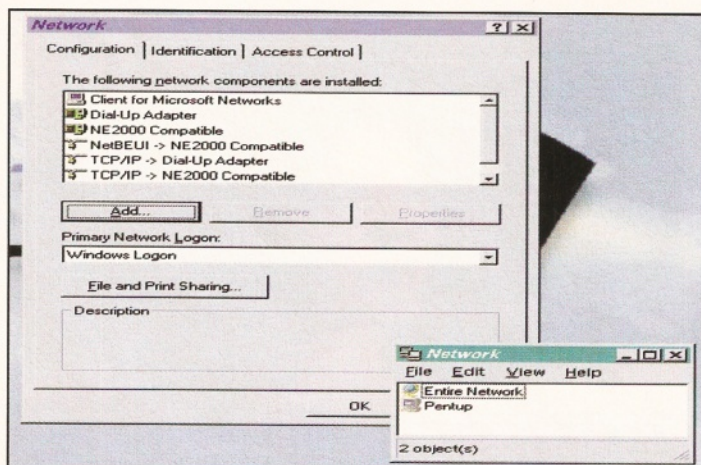 Network
Configuration Identification Access Control
The following network components are installed:
Client for Microsoft Networks
Dial-Up Adapter
NE2000 Compatible
NetBEUI -> NE2000 Compatible
TCP/IP -> Dial-Up Adapter
TCP/IP -> NE2000 Compatible
Add... Remove Properties
Primary Network Logon:
Windows Logon
File and Print Sharing...
Description
OK
Network
File Edit View Help
Entire Network
Pentup
2 object(s)